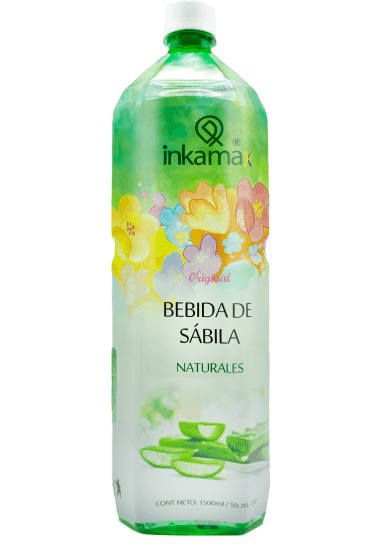 inkamax®
Original
BEBIDA DE
SÁBILA
NATURALES
CONT NETO: 1500ml / 50.7FL OZ